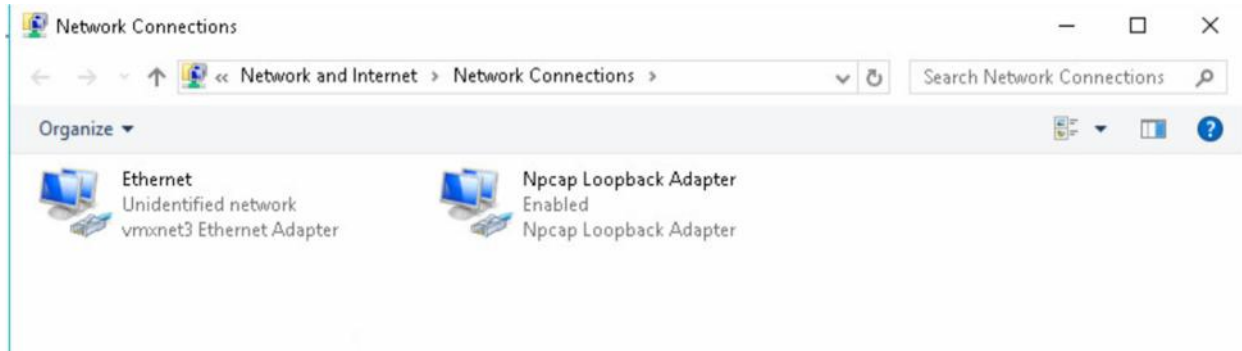 Network Connections
« Network and Internet > Network Connections >
Search Network Connections
Organize
Ethernet
Unidentified network
vmxnet3 Ethernet Adapter
Npcap Loopback Adapter
Enabled
Npcap Loopback Adapter